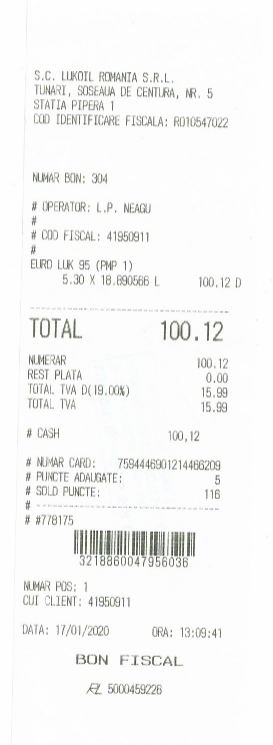 S.C. LUKOIL ROMANIA S.R.L.
TUNARI, SOSEAUA DE CENTURA, NR. 5
STATIA PIPERA 1
COD IDENTIFICARE FISCALA: RO10547022
NUMAR BON: 304
# OPERATOR: L.P. NEAGU
#
# COD FISCAL: 41950911
#
EURO LUK 95 (PMP 1)
5.30 X 18.890566 L 100.12 D
TOTAL 100.12
NUMERAR 100.12
REST PLATA 0.00
TOTAL TVA D(19.00%) 15.99
TOTAL TVA 15.99
# CASH 100,12
# NUMAR CARD: 7594446901214466209
# PUNCTE ADAUGATE: 5
# SOLD PUNCTE: 116
# --------------------
# #778175
3218860047956036
NUMAR POS: 1
CUI CLIENT: 41950911
DATA: 17/01/2020 ORA: 13:09:41
BON FISCAL
5000459226